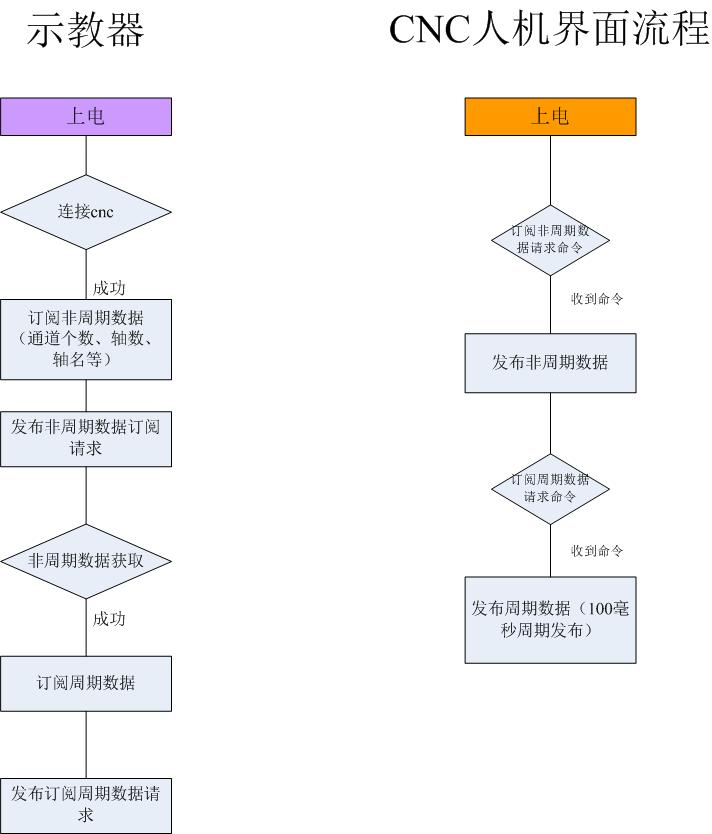 示教器
上电
连接cnc
成功
订阅非周期数据
（通道个数、轴数、
轴名等）
发布非周期数据订阅
请求
非周期数据获取
成功
订阅周期数据
发布订阅周期数据请
求
CNC人机界面流程
上电
订阅非周期数
据请求命令
收到命令
发布非周期数据
订阅周期数据
请求命令
收到命令
发布周期数据（100毫
秒周期发布）